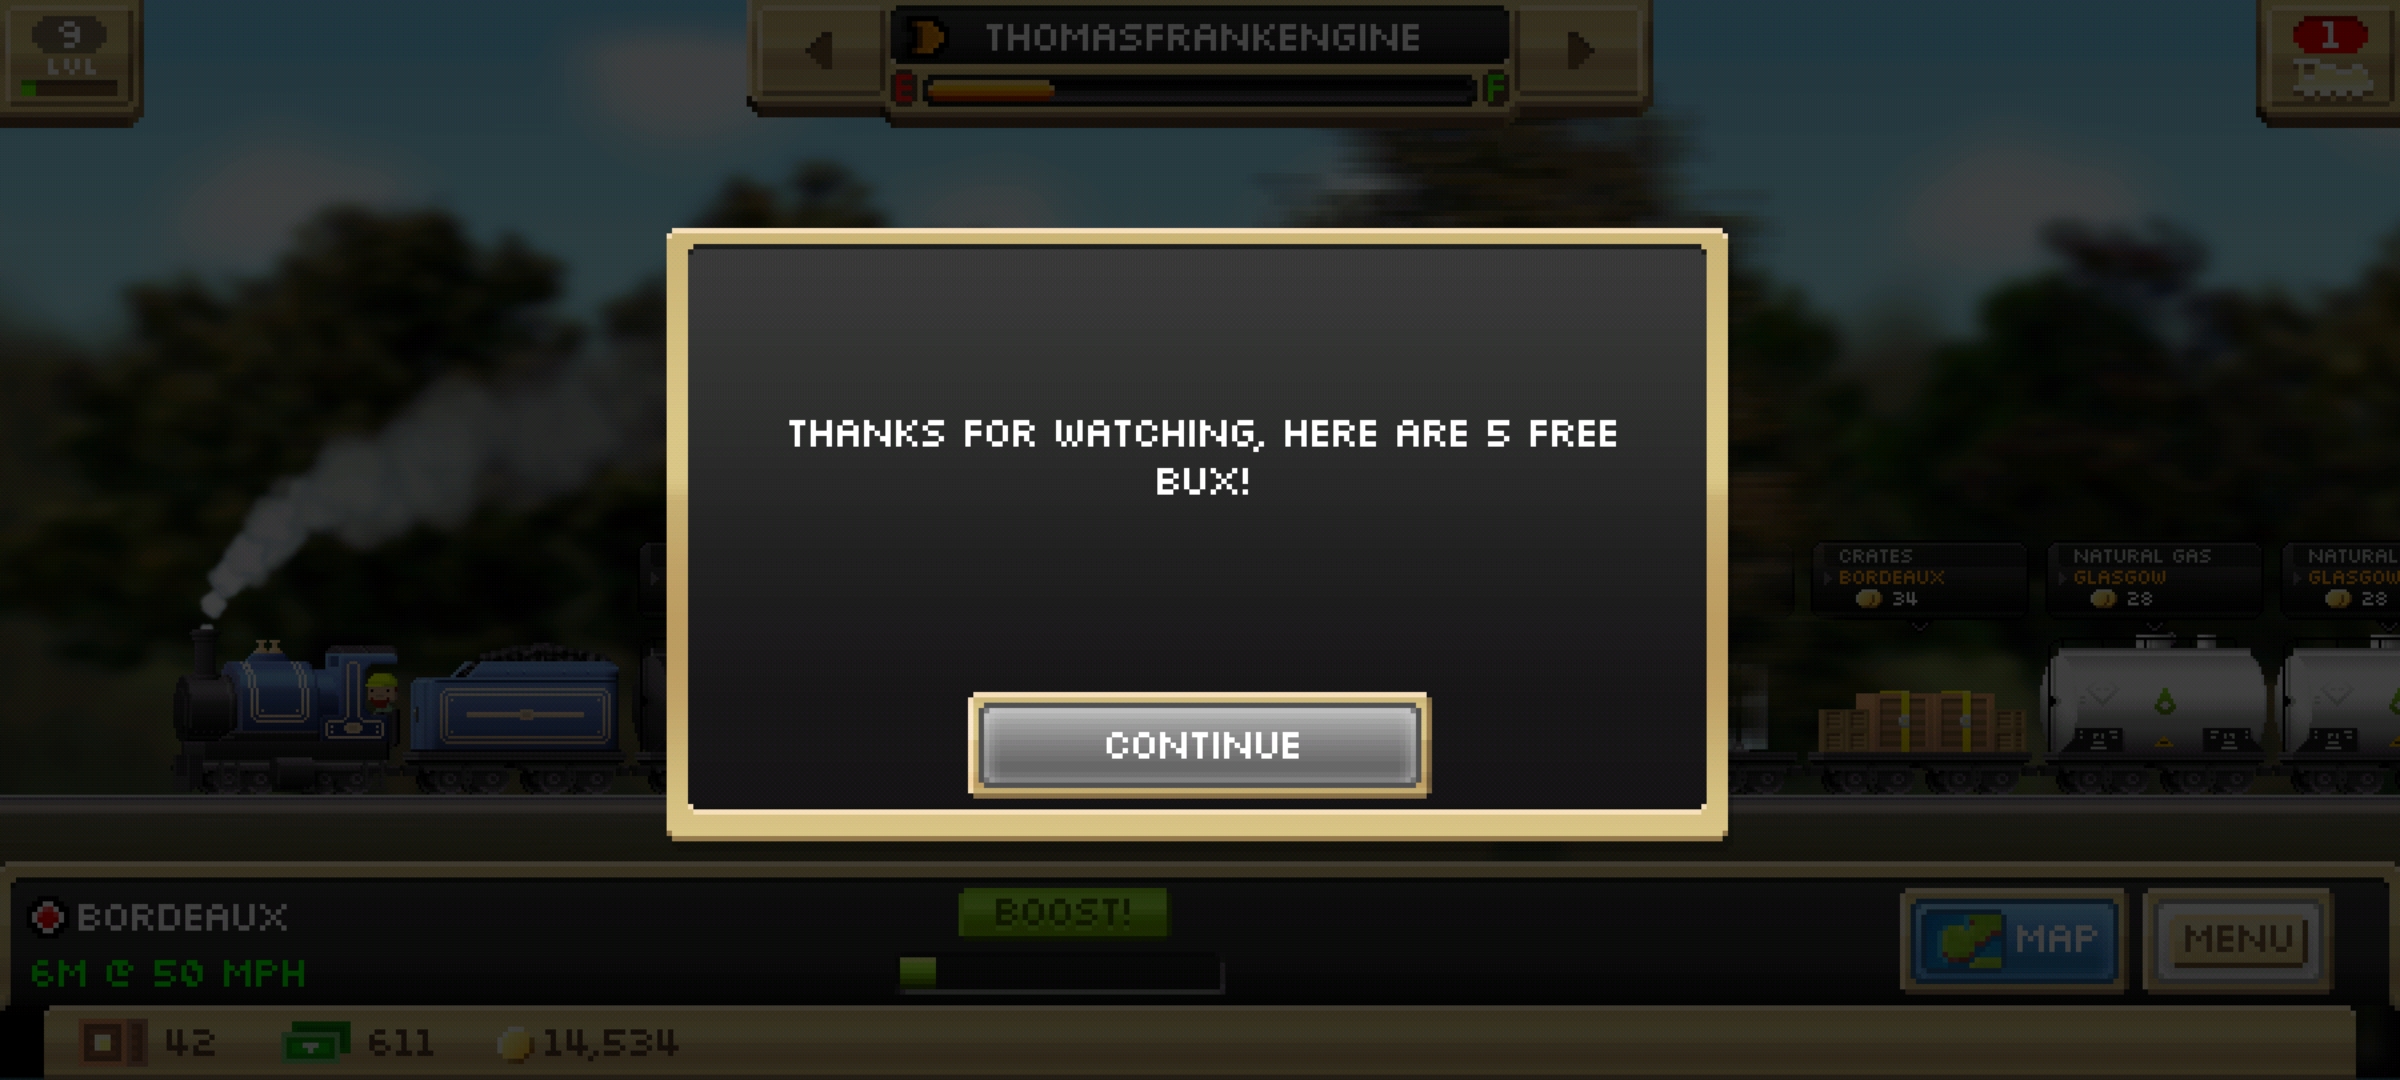 9
LVL
THOMASFRANKENGINE
E F
1
THANKS FOR WATCHING, HERE ARE 5 FREE
BUX!
CONTINUE
CRATES
BORDEAUX
34
NATURAL GAS
GLASGOW
28
NATURAL
GLASGOW
28
BORDEAUX
6M @ 50 MPH
BOOST!
MAP
MENU
42
611
14,534